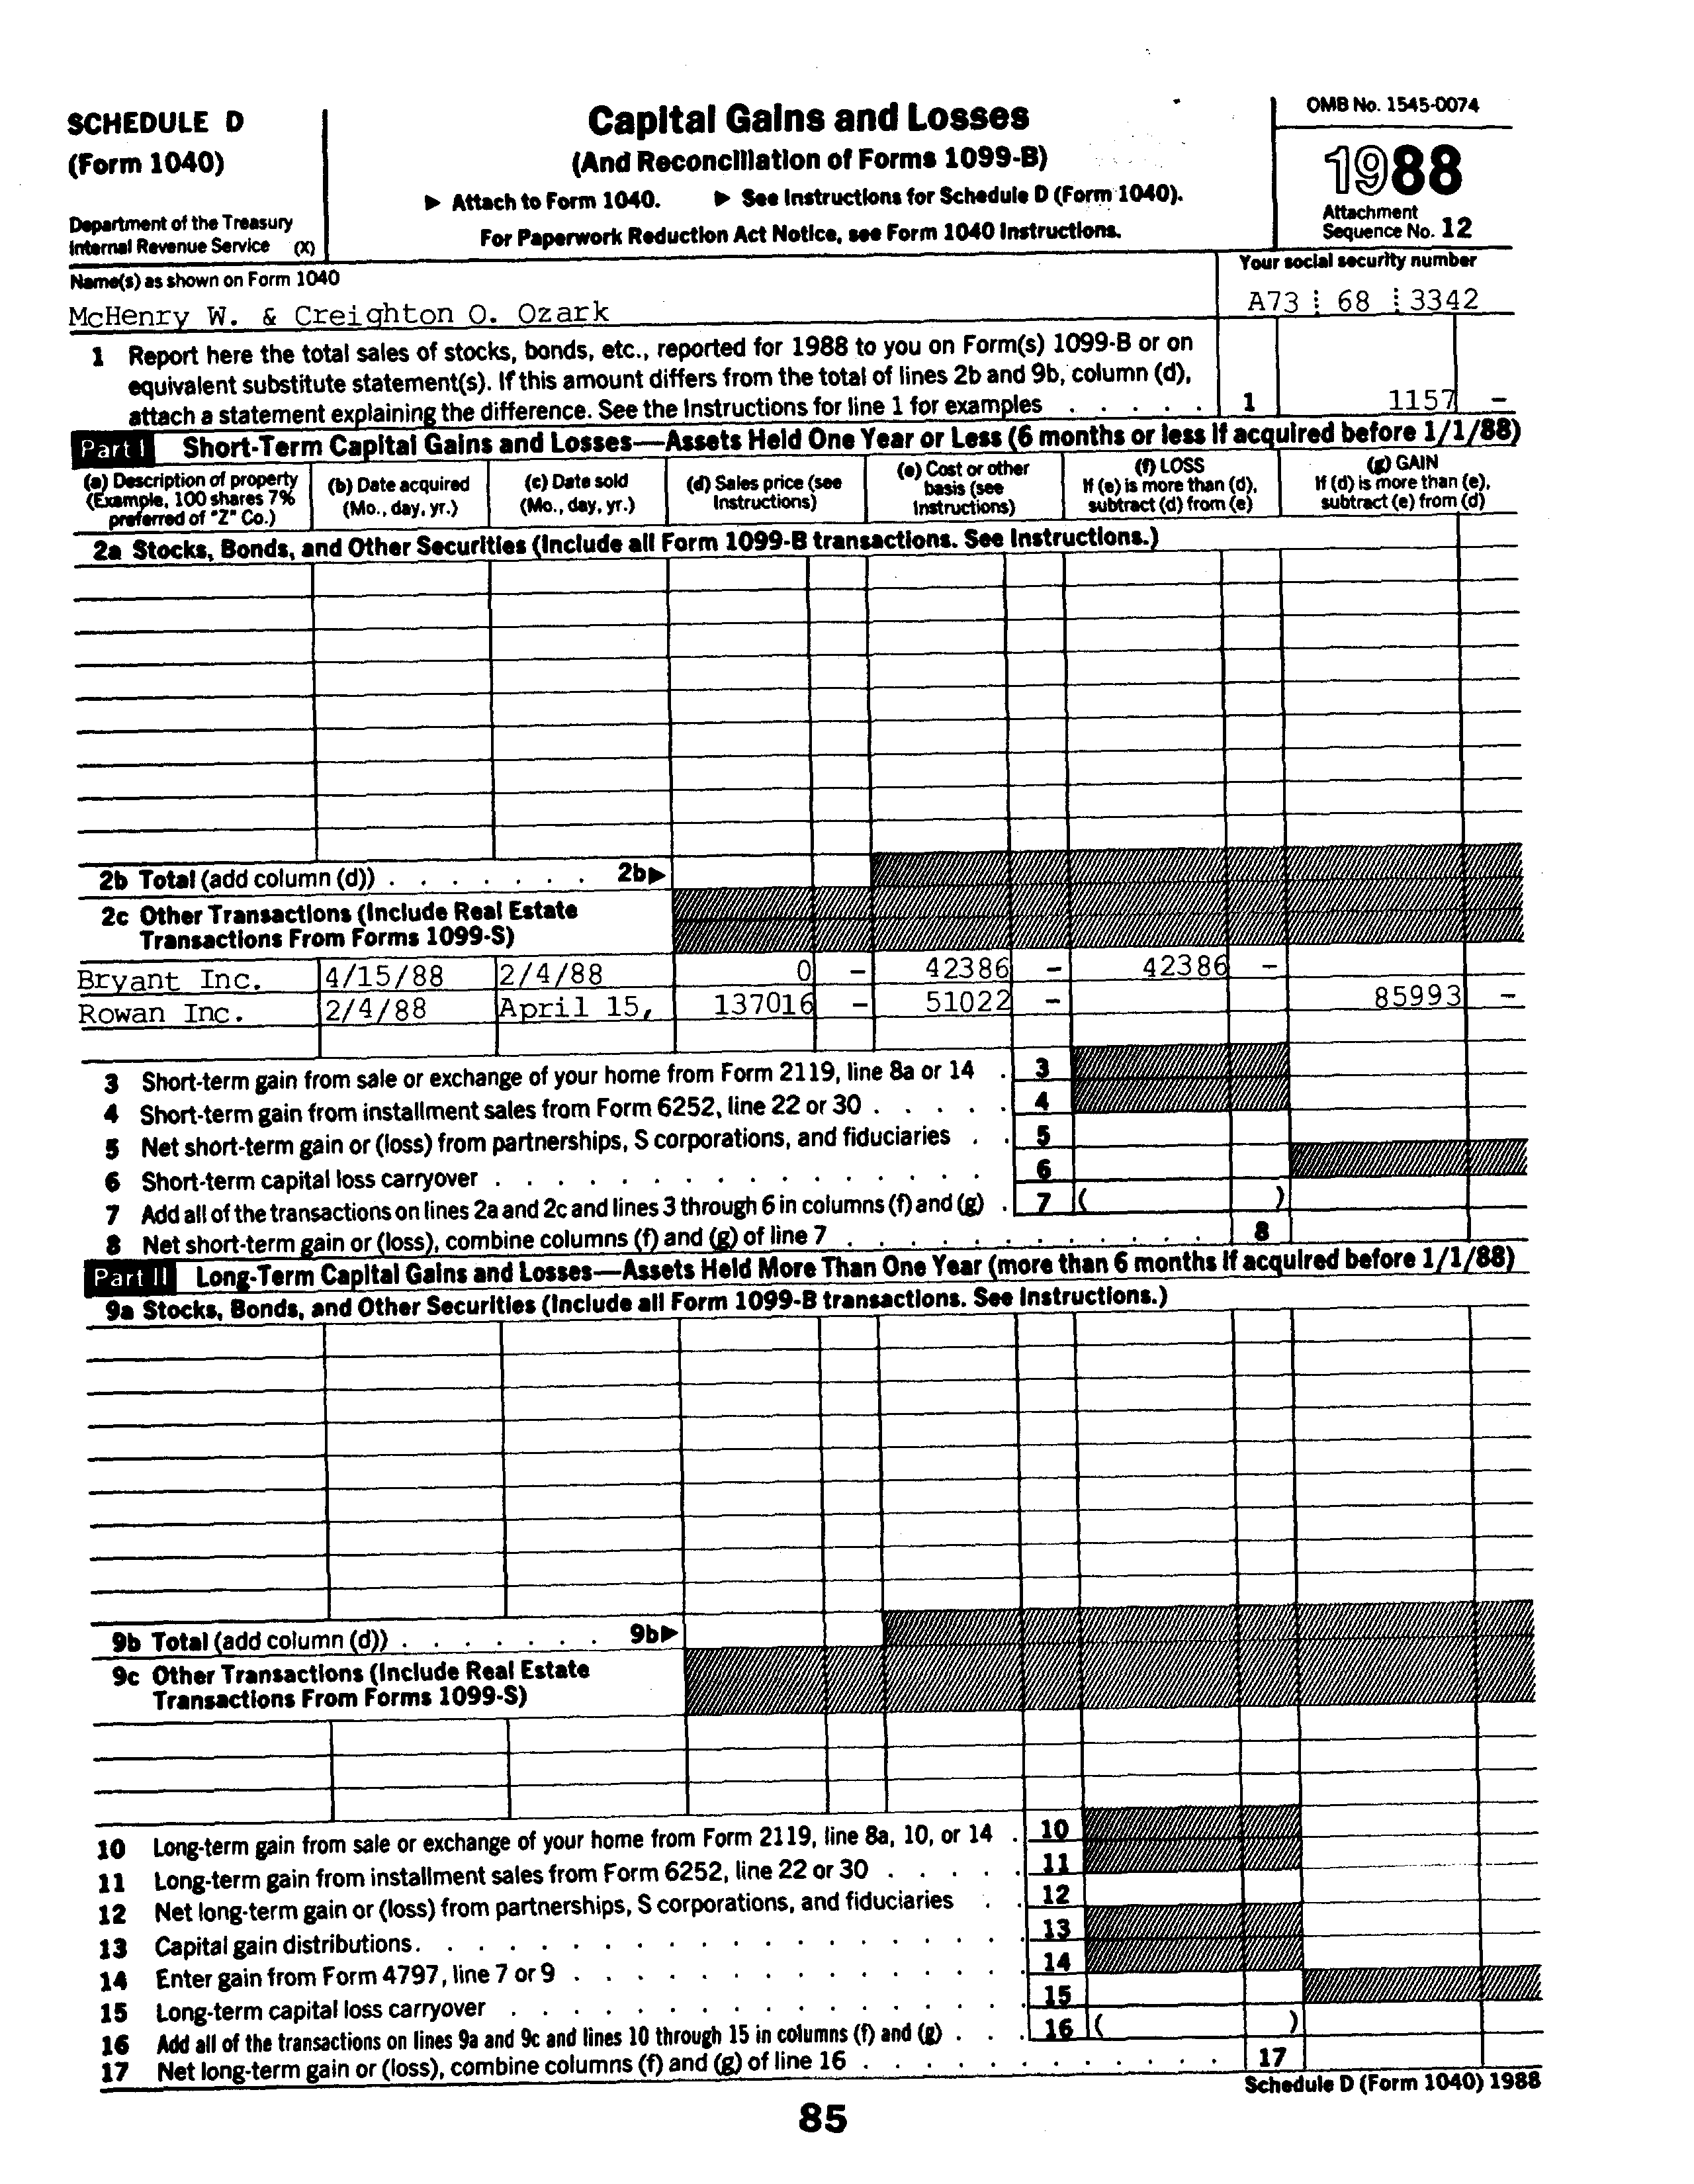 SCHEDULE D
(Form 1040)
Department of the Treasury
Internal Revenue Service (X)
Capital Gains and Losses
(And Reconciliation of Forms 1099-B)
▶ Attach to Form 1040. ▶ See Instructions for Schedule D (Form 1040).
For Paperwork Reduction Act Notice, see Form 1040 Instructions.
OMB No. 1545-0074
1988
Attachment
Sequence No. 12
Name(s) as shown on Form 1040
McHenry W. & Creighton O. Ozark
Your social security number
A73 68 3342
1 Report here the total sales of stocks, bonds, etc., reported for 1988 to you on Form(s) 1099-B or on
equivalent substitute statement(s). If this amount differs from the total of lines 2b and 9b, column (d),
attach a statement explaining the difference. See the Instructions for line 1 for examples . . . . . 1 1157 –
Part I Short-Term Capital Gains and Losses—Assets Held One Year or Less (6 months or less if acquired before 1/1/88)
(a) Description of property
(Example, 100 shares 7%
preferred of "Z" Co.)
(b) Date acquired
(Mo., day, yr.)
(c) Date sold
(Mo., day, yr.)
(d) Sales price (see
Instructions)
(e) Cost or other
basis (see
Instructions)
(f) LOSS
If (e) is more than (d),
subtract (d) from (e)
(g) GAIN
If (d) is more than (e),
subtract (e) from (d)
2a Stocks, Bonds, and Other Securities (Include all Form 1099-B transactions. See Instructions.)
2b Total (add column (d)) . . . . . . . 2b▶
2c Other Transactions (Include Real Estate
Transactions From Forms 1099-S)
Bryant Inc. 4/15/88 2/4/88 0 – 42386 – 42386 –
Rowan Inc. 2/4/88 April 15, 137016 – 51022 – 85993 –
3 Short-term gain from sale or exchange of your home from Form 2119, line 8a or 14 . 3
4 Short-term gain from installment sales from Form 6252, line 22 or 30 . . . . . 4
5 Net short-term gain or (loss) from partnerships, S corporations, and fiduciaries . . 5
6 Short-term capital loss carryover . . . . . . . . . . . . . . . . 6
7 Add all of the transactions on lines 2a and 2c and lines 3 through 6 in columns (f) and (g) . 7 ( )
8 Net short-term gain or (loss), combine columns (f) and (g) of line 7 . . . . . . . . . . . . . 8
Part II Long-Term Capital Gains and Losses—Assets Held More Than One Year (more than 6 months if acquired before 1/1/88)
9a Stocks, Bonds, and Other Securities (Include all Form 1099-B transactions. See Instructions.)
9b Total (add column (d)) . . . . . . . 9b▶
9c Other Transactions (Include Real Estate
Transactions From Forms 1099-S)
10 Long-term gain from sale or exchange of your home from Form 2119, line 8a, 10, or 14 . 10
11 Long-term gain from installment sales from Form 6252, line 22 or 30 . . . . . 11
12 Net long-term gain or (loss) from partnerships, S corporations, and fiduciaries . . 12
13 Capital gain distributions. . . . . . . . . . . . . . . . . . . . 13
14 Enter gain from Form 4797, line 7 or 9 . . . . . . . . . . . . . . 14
15 Long-term capital loss carryover . . . . . . . . . . . . . . . . . 15
16 Add all of the transactions on lines 9a and 9c and lines 10 through 15 in columns (f) and (g) . . . 16 ( )
17 Net long-term gain or (loss), combine columns (f) and (g) of line 16 . . . . . . . . . . . . 17
Schedule D (Form 1040) 1988
85